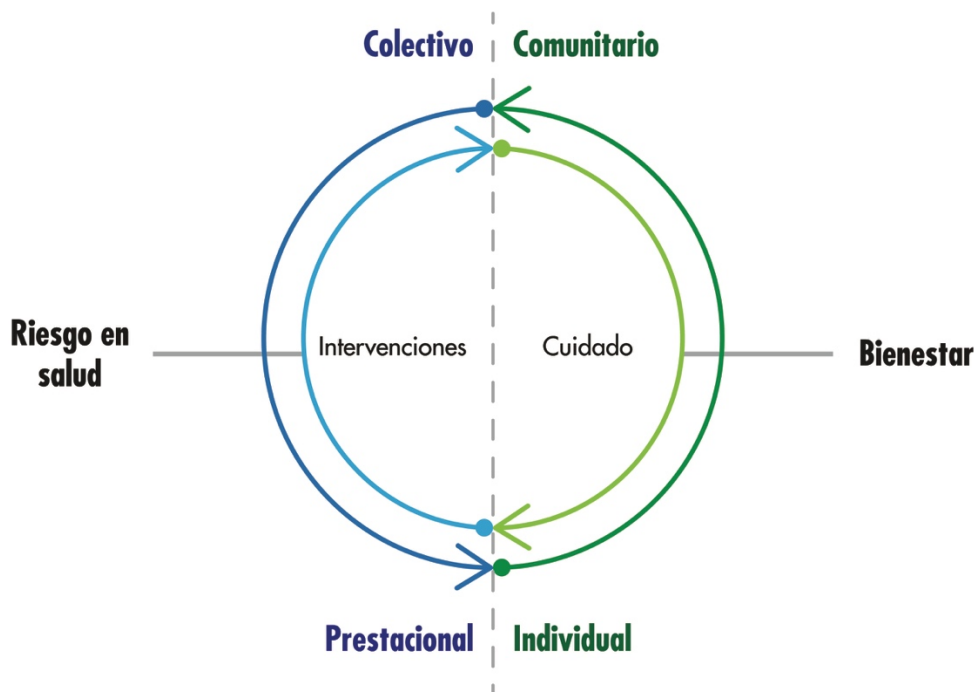 Colectivo
Comunitario
Riesgo en
salud
Intervenciones
Cuidado
Bienestar
Prestacional
Individual